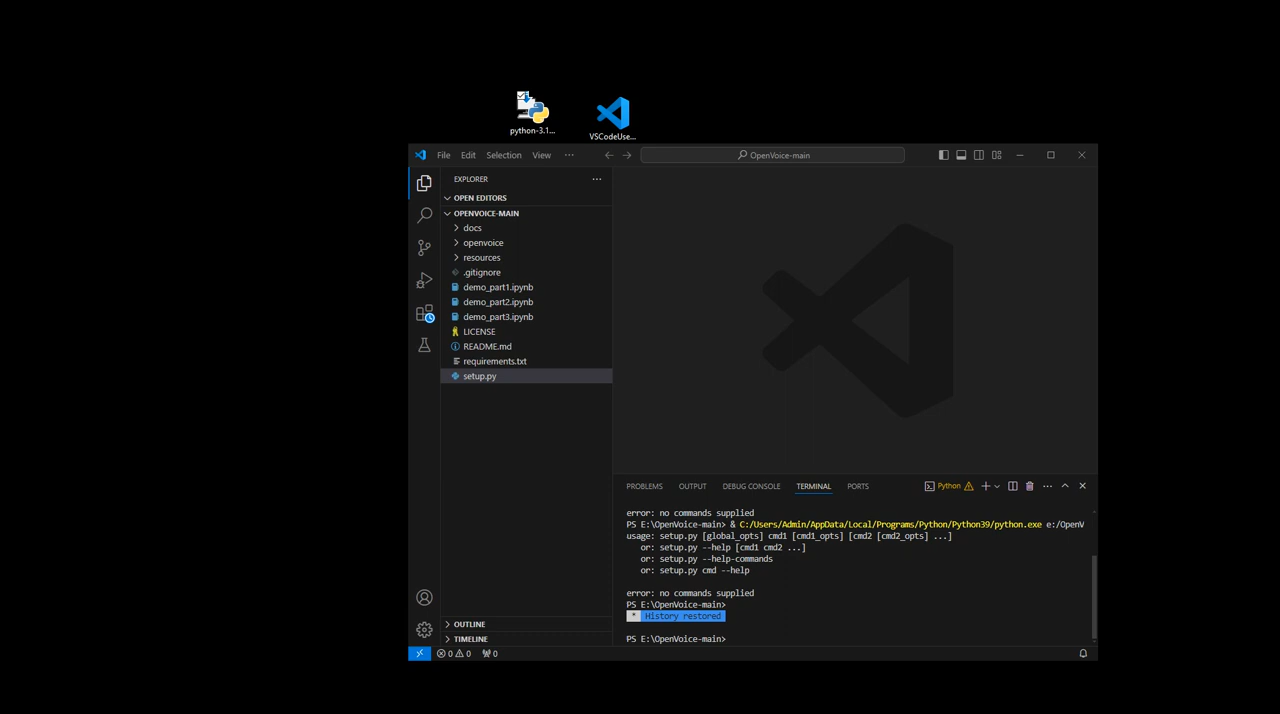 python-3.1...
VSCodeUse...
File Edit Selection View ... OpenVoice-main
EXPLORER
OPEN EDITORS
OPENVOICE-MAIN
docs
openvoice
resources
.gitignore
demo_part1.ipynb
demo_part2.ipynb
demo_part3.ipynb
LICENSE
README.md
requirements.txt
setup.py
OUTLINE
TIMELINE
PROBLEMS OUTPUT DEBUG CONSOLE TERMINAL PORTS Python
error: no commands supplied
PS E:\OpenVoice-main> & C:/Users/Admin/AppData/Local/Programs/Python/Python39/python.exe e:/OpenV
usage: setup.py [global_opts] cmd1 [cmd1_opts] [cmd2 [cmd2_opts] ...]
or: setup.py --help [cmd1 cmd2 ...]
or: setup.py --help-commands
or: setup.py cmd --help
error: no commands supplied
PS E:\OpenVoice-main>
* History restored
PS E:\OpenVoice-main>
0 0 0